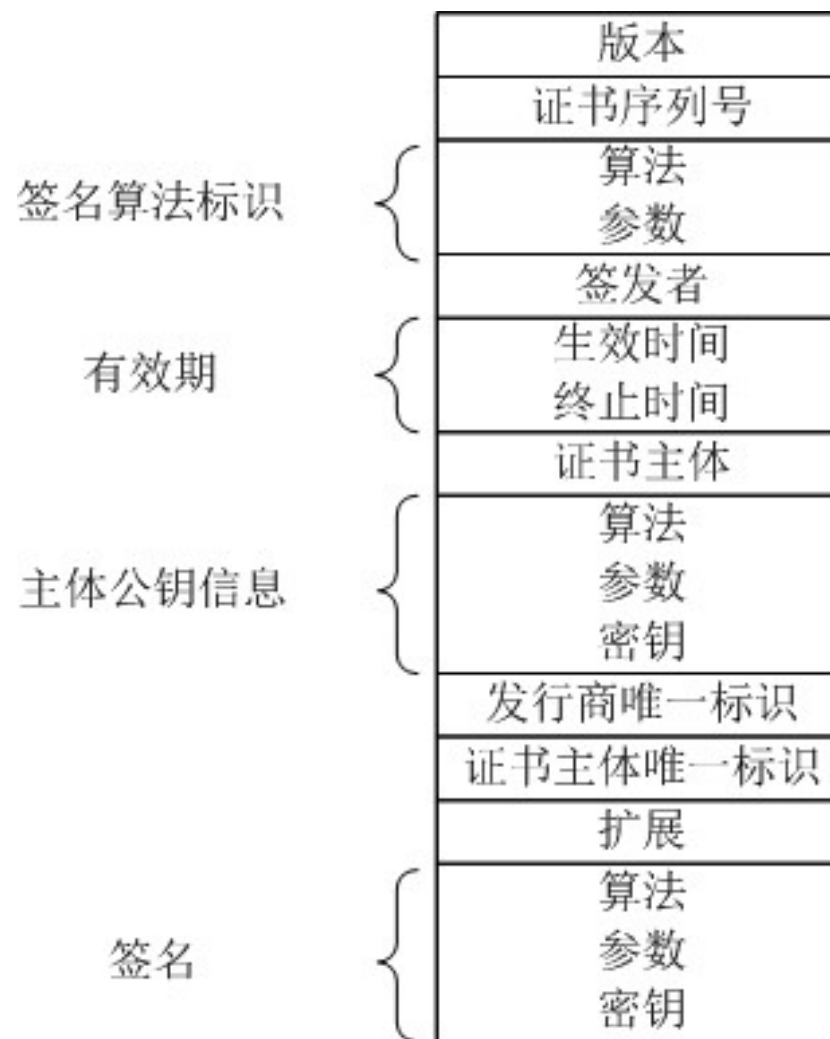 版本
证书序列号
签名算法标识
算法
参数
签发者
有效期
生效时间
终止时间
证书主体
主体公钥信息
算法
参数
密钥
发行商唯一标识
证书主体唯一标识
扩展
签名
算法
参数
密钥